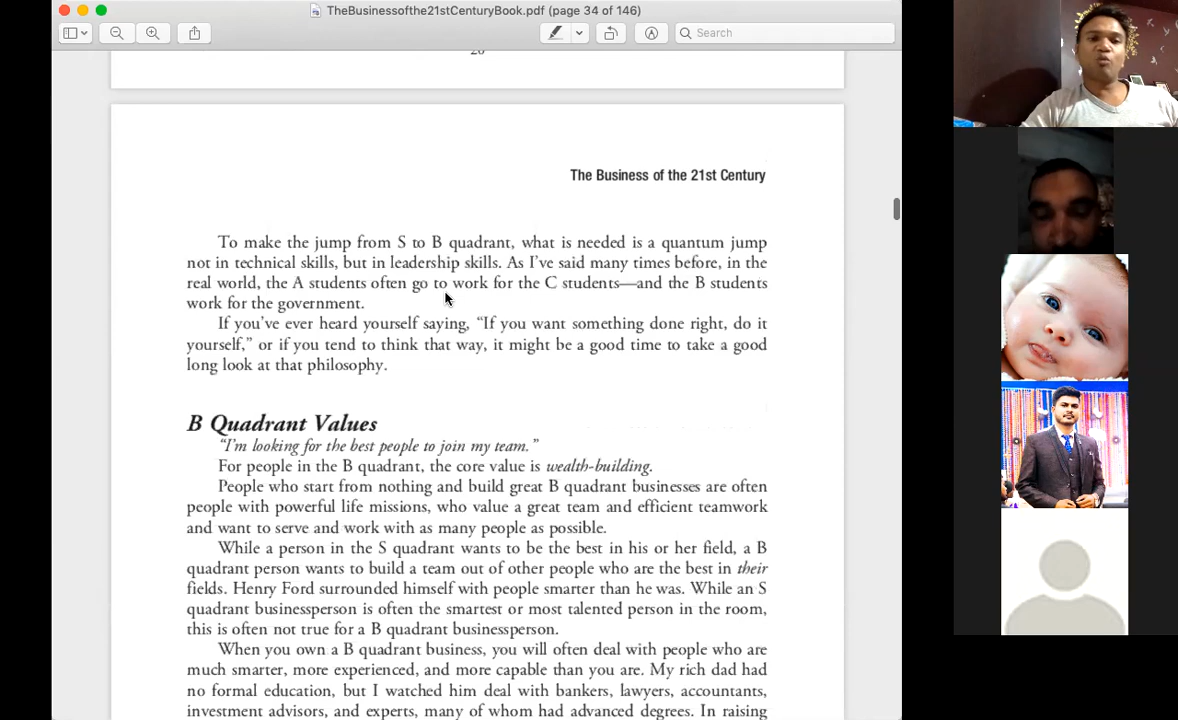 TheBusinessofthe21stCenturyBook.pdf (page 34 of 146)
Search
The Business of the 21st Century
To make the jump from S to B quadrant, what is needed is a quantum jump
not in technical skills, but in leadership skills. As I've said many times before, in the
real world, the A students often go to work for the C students—and the B students
work for the government.
If you've ever heard yourself saying, “If you want something done right, do it
yourself,” or if you tend to think that way, it might be a good time to take a good
long look at that philosophy.
B Quadrant Values
“I'm looking for the best people to join my team.”
For people in the B quadrant, the core value is wealth-building.
People who start from nothing and build great B quadrant businesses are often
people with powerful life missions, who value a great team and efficient teamwork
and want to serve and work with as many people as possible.
While a person in the S quadrant wants to be the best in his or her field, a B
quadrant person wants to build a team out of other people who are the best in their
fields. Henry Ford surrounded himself with people smarter than he was. While an S
quadrant businessperson is often the smartest or most talented person in the room,
this is often not true for a B quadrant businessperson.
When you own a B quadrant business, you will often deal with people who are
much smarter, more experienced, and more capable than you are. My rich dad had
no formal education, but I watched him deal with bankers, lawyers, accountants,
investment advisors, and experts, many of whom had advanced degrees. In raising